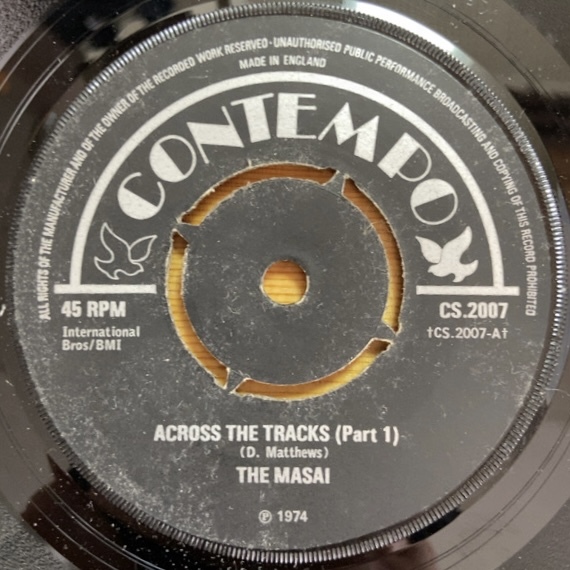 ALL RIGHTS OF THE MANUFACTURER AND OF THE OWNER OF THE RECORDED WORK RESERVED · UNAUTHORISED PUBLIC PERFORMANCE BROADCASTING AND COPYING OF THIS RECORD PROHIBITED
MADE IN ENGLAND
CONTEMPO
45 RPM
CS.2007
International
Bros/BMI
†CS.2007-A†
ACROSS THE TRACKS (Part 1)
(D. Matthews)
THE MASAI
℗ 1974